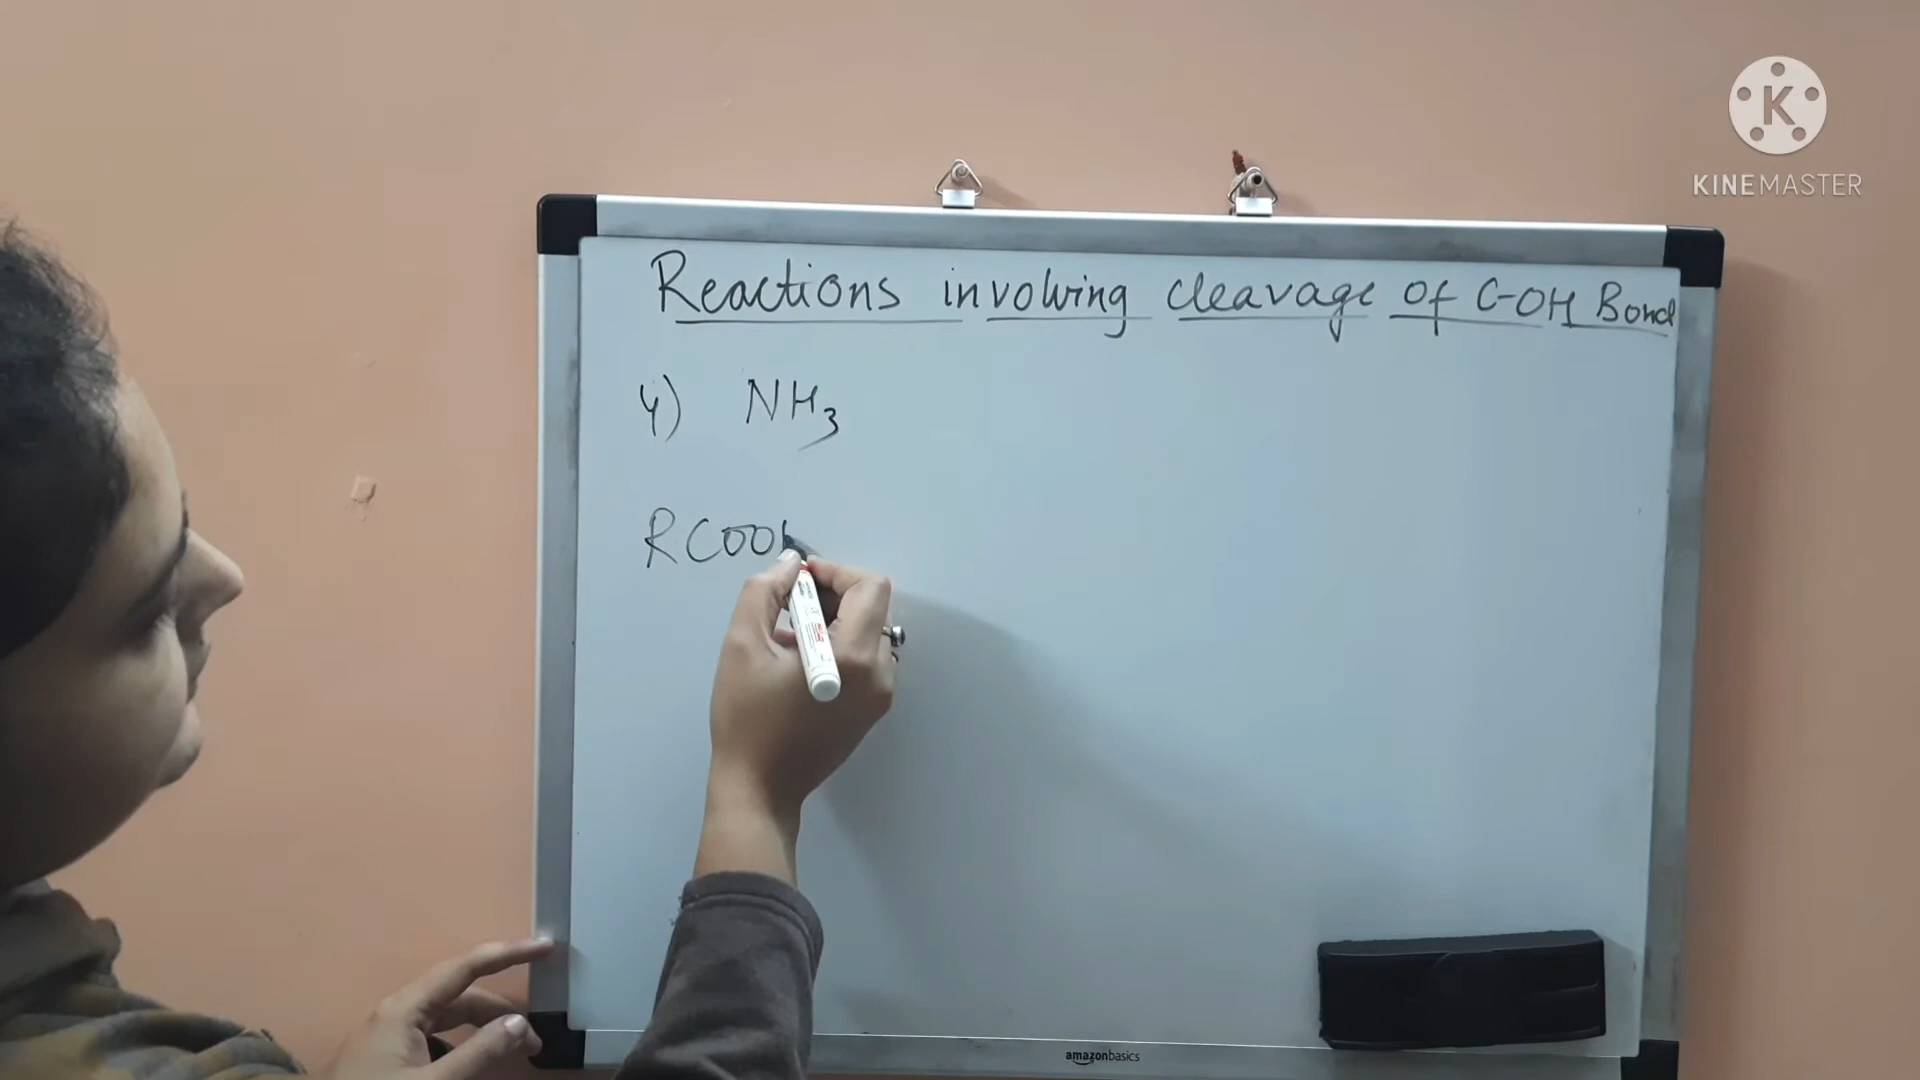 K
KINEMASTER
Reactions involving cleavage of C-OH Bond
4) NH3
RCOO
amazonbasics